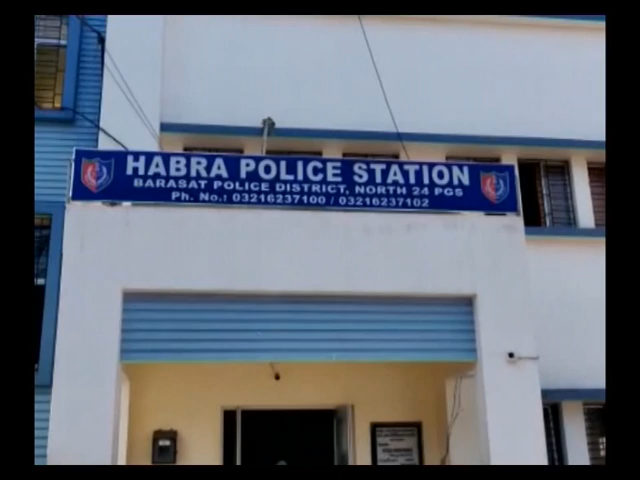 HABRA POLICE STATION
BARASAT POLICE DISTRICT, NORTH 24 PGS
Ph. No.: 03216237100 / 03216237102